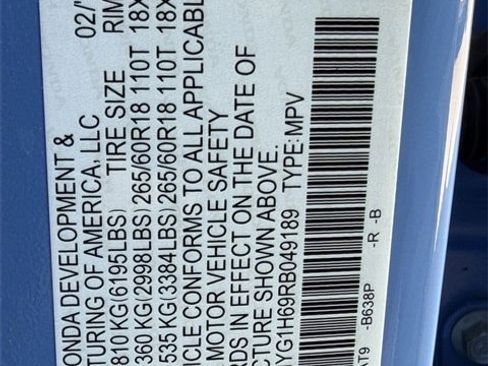 ONDA DEVELOPMENT & 02/
TURING OF AMERICA, LLC
810 KG (6195LBS) TIRE SIZE RIM
360 KG (2998LBS) 265/60R18 110T 18X
535 KG (3384LBS) 265/60R18 110T 18X
ICLE CONFORMS TO ALL APPLICABL
MOTOR VEHICLE SAFETY
RDS IN EFFECT ON THE DATE OF
CTURE SHOWN ABOVE.
YG1H69RB049189 TYPE: MPV
AT9 -B638P -R -B